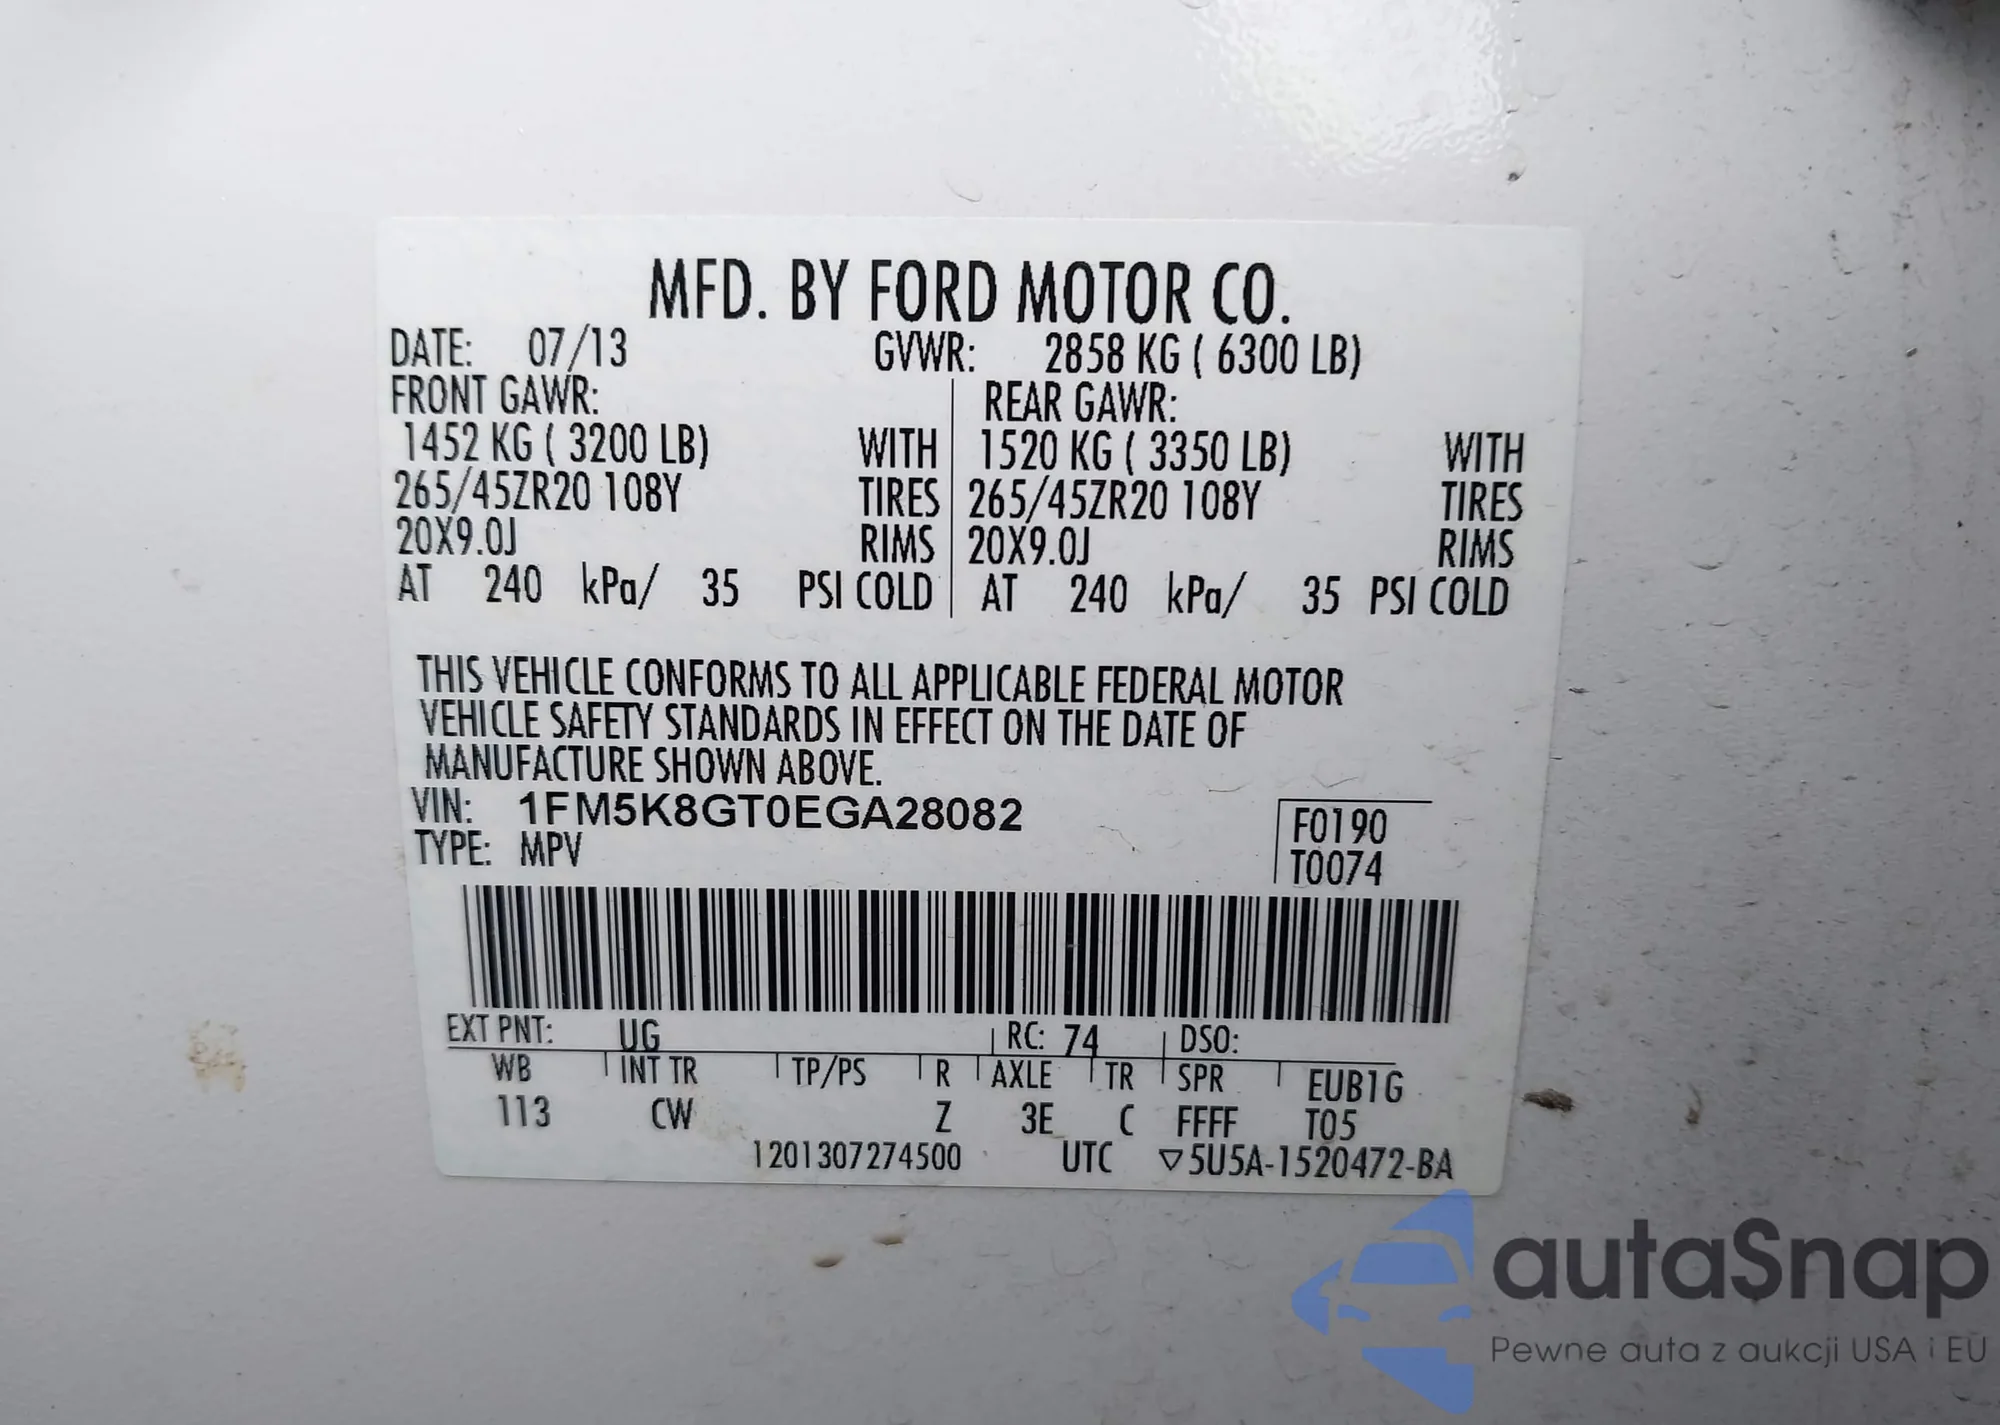 MFD. BY FORD MOTOR CO.
DATE: 07/13 GVWR: 2858 KG ( 6300 LB)
FRONT GAWR: REAR GAWR:
1452 KG ( 3200 LB) WITH 1520 KG ( 3350 LB) WITH
265/45ZR20 108Y TIRES 265/45ZR20 108Y TIRES
20X9.0J RIMS 20X9.0J RIMS
AT 240 kPa/ 35 PSI COLD AT 240 kPa/ 35 PSI COLD
THIS VEHICLE CONFORMS TO ALL APPLICABLE FEDERAL MOTOR
VEHICLE SAFETY STANDARDS IN EFFECT ON THE DATE OF
MANUFACTURE SHOWN ABOVE.
VIN: 1FM5K8GT0EGA28082 F0190
TYPE: MPV T0074
EXT PNT: UG RC: 74 DSO:
WB INT TR TP/PS R AXLE TR SPR EUB1G
113 CW Z 3E C FFFF T05
1201307274500 UTC ▽5U5A-1520472-BA
autaSnap
Pewne auta z aukcji USA i EU